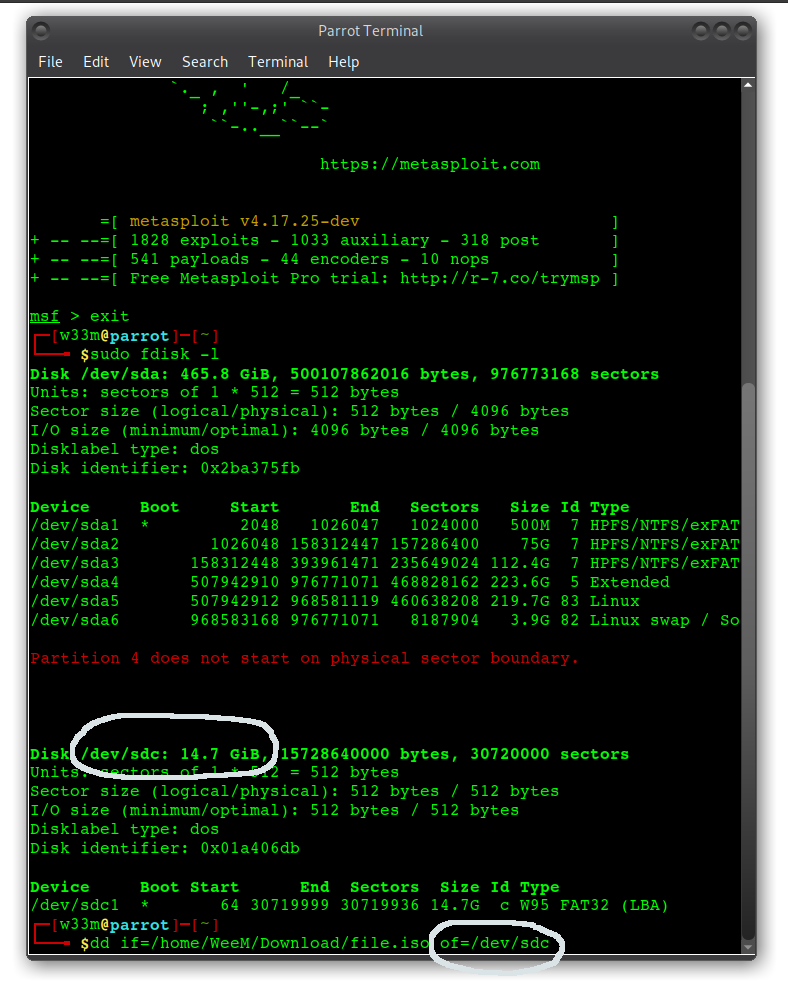 Parrot Terminal
File Edit View Search Terminal Help
`._ ,  '   /_
; ,''-,;' ``-
``-..__``--`
https://metasploit.com
=[ metasploit v4.17.25-dev ]
+ -- --=[ 1828 exploits - 1033 auxiliary - 318 post ]
+ -- --=[ 541 payloads - 44 encoders - 10 nops ]
+ -- --=[ Free Metasploit Pro trial: http://r-7.co/trymsp ]
msf > exit
┌─[w33m@parrot]─[~]
└──╼ $sudo fdisk -l
Disk /dev/sda: 465.8 GiB, 500107862016 bytes, 976773168 sectors
Units: sectors of 1 * 512 = 512 bytes
Sector size (logical/physical): 512 bytes / 4096 bytes
I/O size (minimum/optimal): 4096 bytes / 4096 bytes
Disklabel type: dos
Disk identifier: 0x2ba375fb
Device Boot Start End Sectors Size Id Type
/dev/sda1 * 2048 1026047 1024000 500M 7 HPFS/NTFS/exFAT
/dev/sda2 1026048 158312447 157286400 75G 7 HPFS/NTFS/exFAT
/dev/sda3 158312448 393961471 235649024 112.4G 7 HPFS/NTFS/exFAT
/dev/sda4 507942910 976771071 468828162 223.6G 5 Extended
/dev/sda5 507942912 968581119 460638208 219.7G 83 Linux
/dev/sda6 968583168 976771071 8187904 3.9G 82 Linux swap / So
Partition 4 does not start on physical sector boundary.
Disk /dev/sdc: 14.7 GiB, 15728640000 bytes, 30720000 sectors
Units: sectors of 1 * 512 = 512 bytes
Sector size (logical/physical): 512 bytes / 512 bytes
I/O size (minimum/optimal): 512 bytes / 512 bytes
Disklabel type: dos
Disk identifier: 0x01a406db
Device Boot Start End Sectors Size Id Type
/dev/sdc1 * 64 30719999 30719936 14.7G c W95 FAT32 (LBA)
┌─[w33m@parrot]─[~]
└──╼ $dd if=/home/WeeM/Download/file.iso of=/dev/sdc